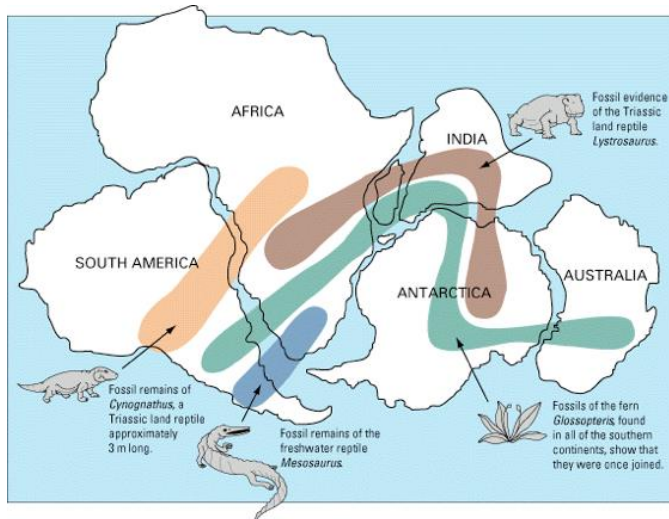 AFRICA
Fossil evidence
of the Triassic
land reptile
Lystrosaurus.
INDIA
SOUTH AMERICA
ANTARCTICA
AUSTRALIA
Fossil remains of
Cynognathus, a
Triassic land reptile
approximately
3 m long.
Fossil remains of the
freshwater reptile
Mesosaurus.
Fossils of the fern
Glossopteris, found
in all of the southern
continents, show that
they were once joined.